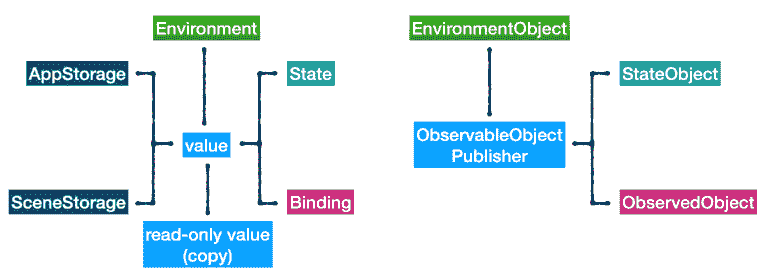 Environment
AppStorage
State
value
SceneStorage
Binding
read-only value
(copy)
EnvironmentObject
StateObject
ObservableObject
Publisher
ObservedObject